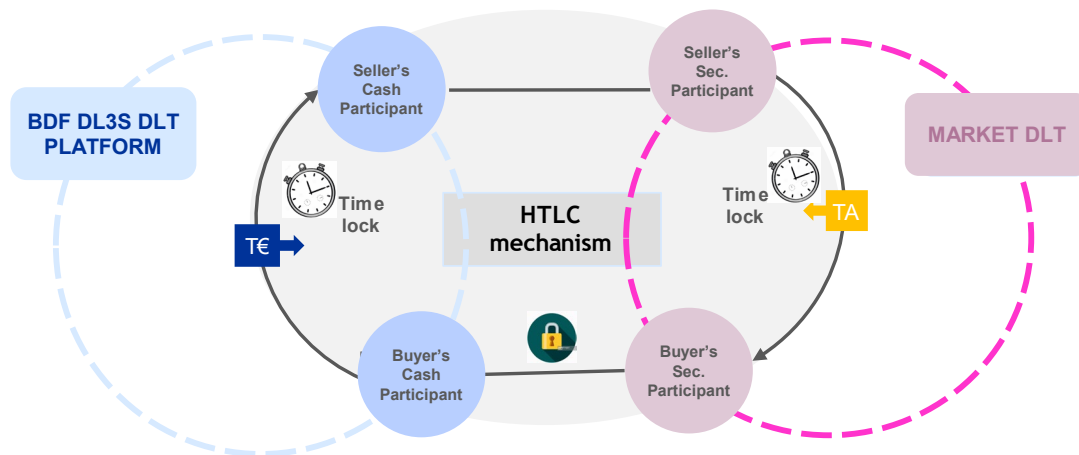 Seller's
Cash
Participant
Seller's
Sec.
Participant
BDF DL3S DLT
PLATFORM
MARKET DLT
Time
lock
HTLC
mechanism
Time
lock
T€
TA
Buyer's
Cash
Participant
Buyer's
Sec.
Participant